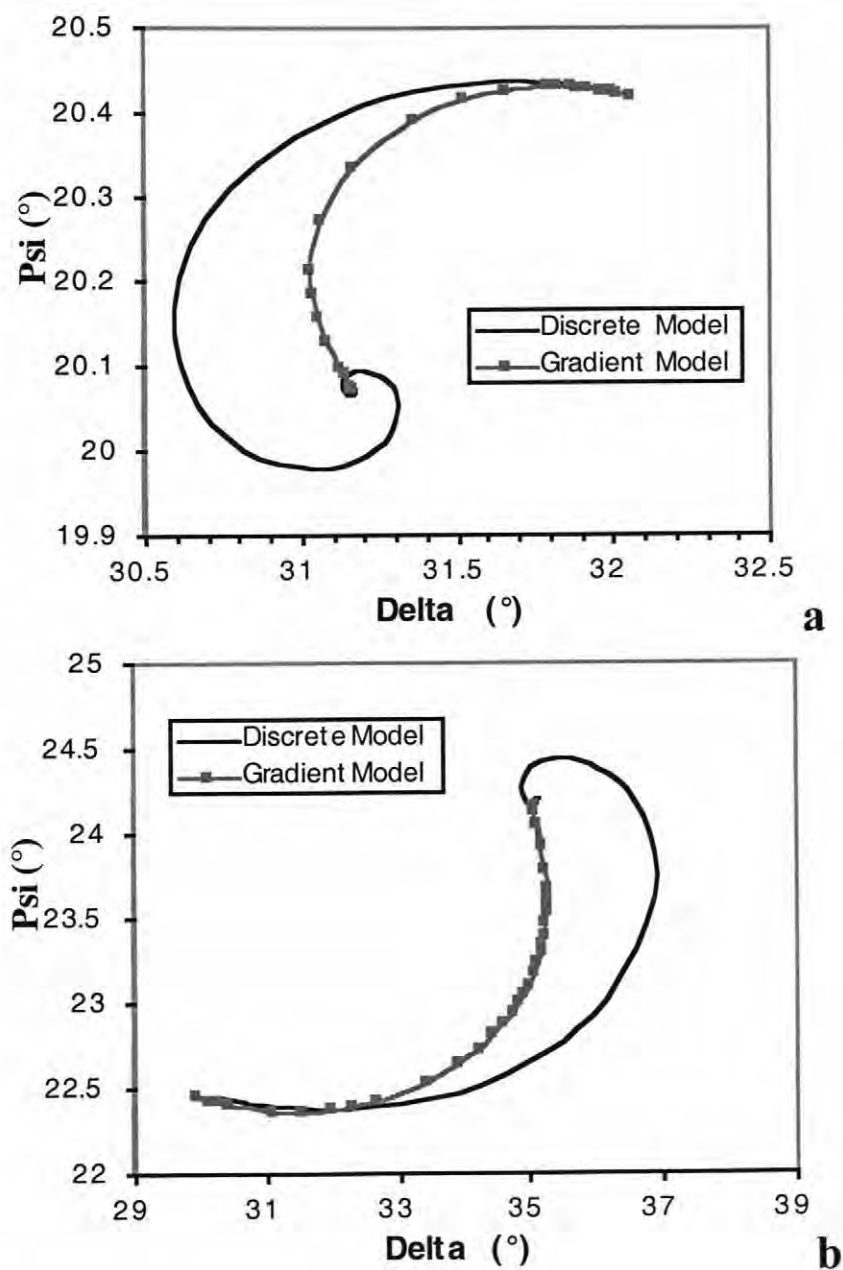 20.5
20.4
20.3
20.2
20.1
20
19.9
Psi (°)
Discrete Model
Gradient Model
30.5 31 31.5 32 32.5
Delta (°)
a
25
24.5
24
23.5
23
22.5
22
Psi (°)
Discrete Model
Gradient Model
29 31 33 35 37 39
Delta (°)
b